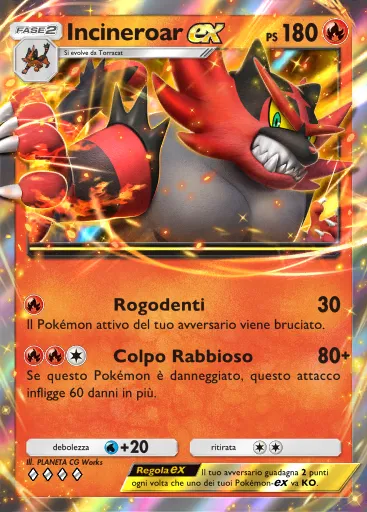 FASE 2
Incineroar ex
PS 180
Si evolve da Torracat
Rogodenti 30
Il Pokémon attivo del tuo avversario viene bruciato.
Colpo Rabbioso 80+
Se questo Pokémon è danneggiato, questo attacco
infligge 60 danni in più.
debolezza +20
ritirata
Ill. PLANETA CG Works
Regola ex
Il tuo avversario guadagna 2 punti
ogni volta che uno dei tuoi Pokémon-ex va KO.